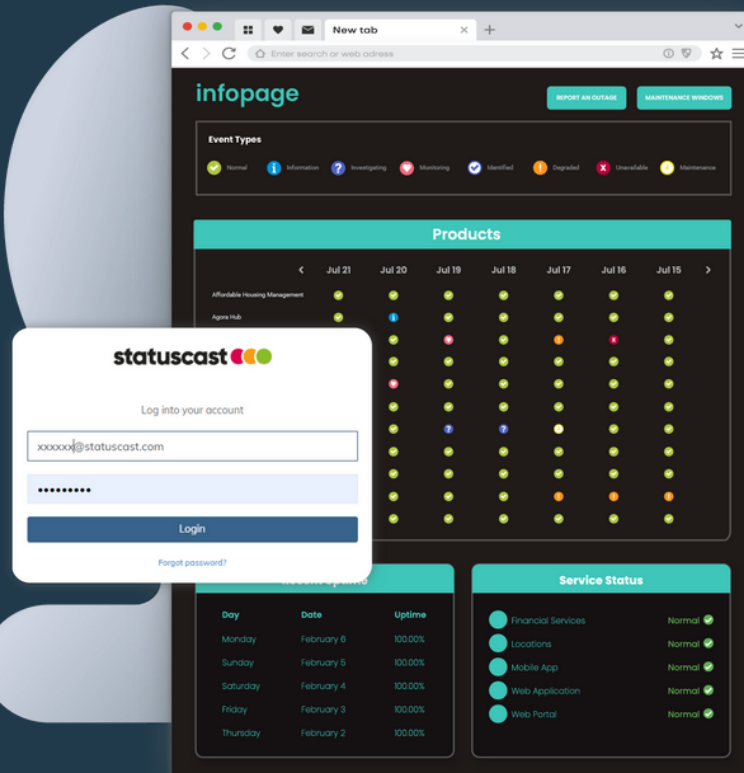 New tab
Enter search or web adress
infopage
REPORT AN OUTAGE
MAINTENANCE WINDOWS
Event Types
Normal
Information
Investigating
Monitoring
Identified
Degraded
Unavailable
Maintenance
Products
Jul 21 Jul 20 Jul 19 Jul 18 Jul 17 Jul 16 Jul 15
Affordable Housing Management
Agora Hub
statuscast
Log into your account
xxxxxx@statuscast.com
Login
Forgot password?
Recent Uptime
Day Date Uptime
Monday February 6 100.00%
Sunday February 5 100.00%
Saturday February 4 100.00%
Friday February 3 100.00%
Thursday February 2 100.00%
Service Status
Financial Services Normal
Locations Normal
Mobile App Normal
Web Application Normal
Web Portal Normal